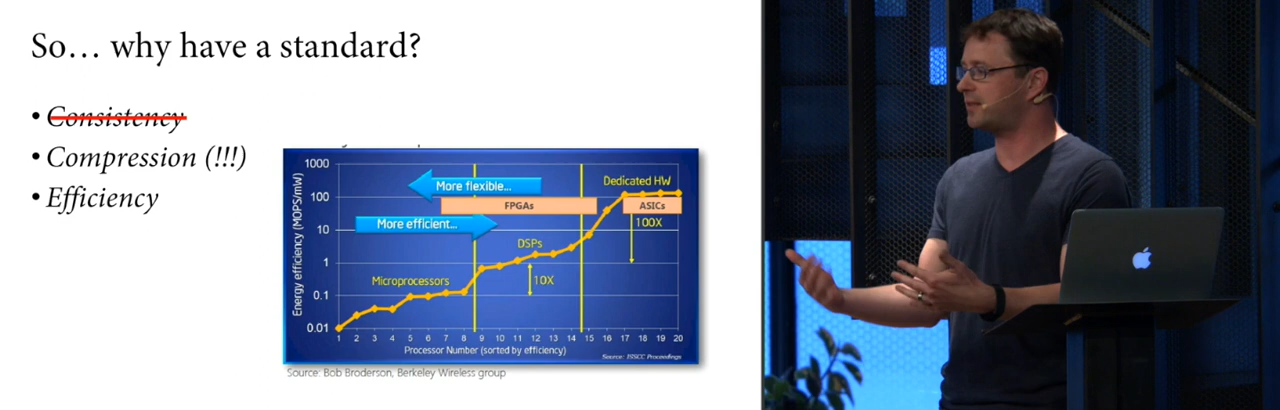 So… why have a standard?
• Consistency
• Compression (!!!)
• Efficiency
1000
100
10
1
0.1
0.01
Energy efficiency (MOPS/mW)
More flexible...
More efficient...
FPGAs
Dedicated HW
ASICs
100X
DSPs
10X
Microprocessors
1 2 3 4 5 6 7 8 9 10 11 12 13 14 15 16 17 18 19 20
Processor Number (sorted by efficiency)
Source: ISSCC Proceedings
Source: Bob Broderson, Berkeley Wireless group